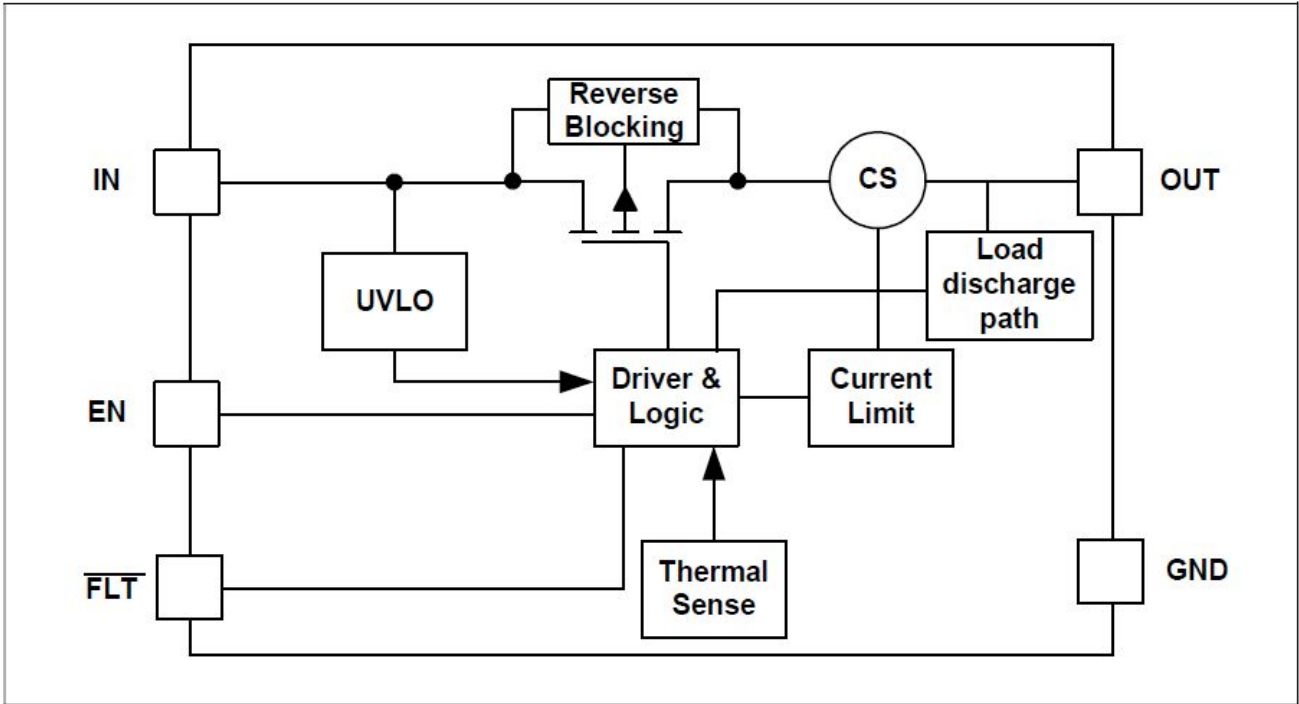 Reverse
Blocking
IN
CS
OUT
Load
discharge
path
UVLO
Driver &
Logic
Current
Limit
EN
FLT
Thermal
Sense
GND